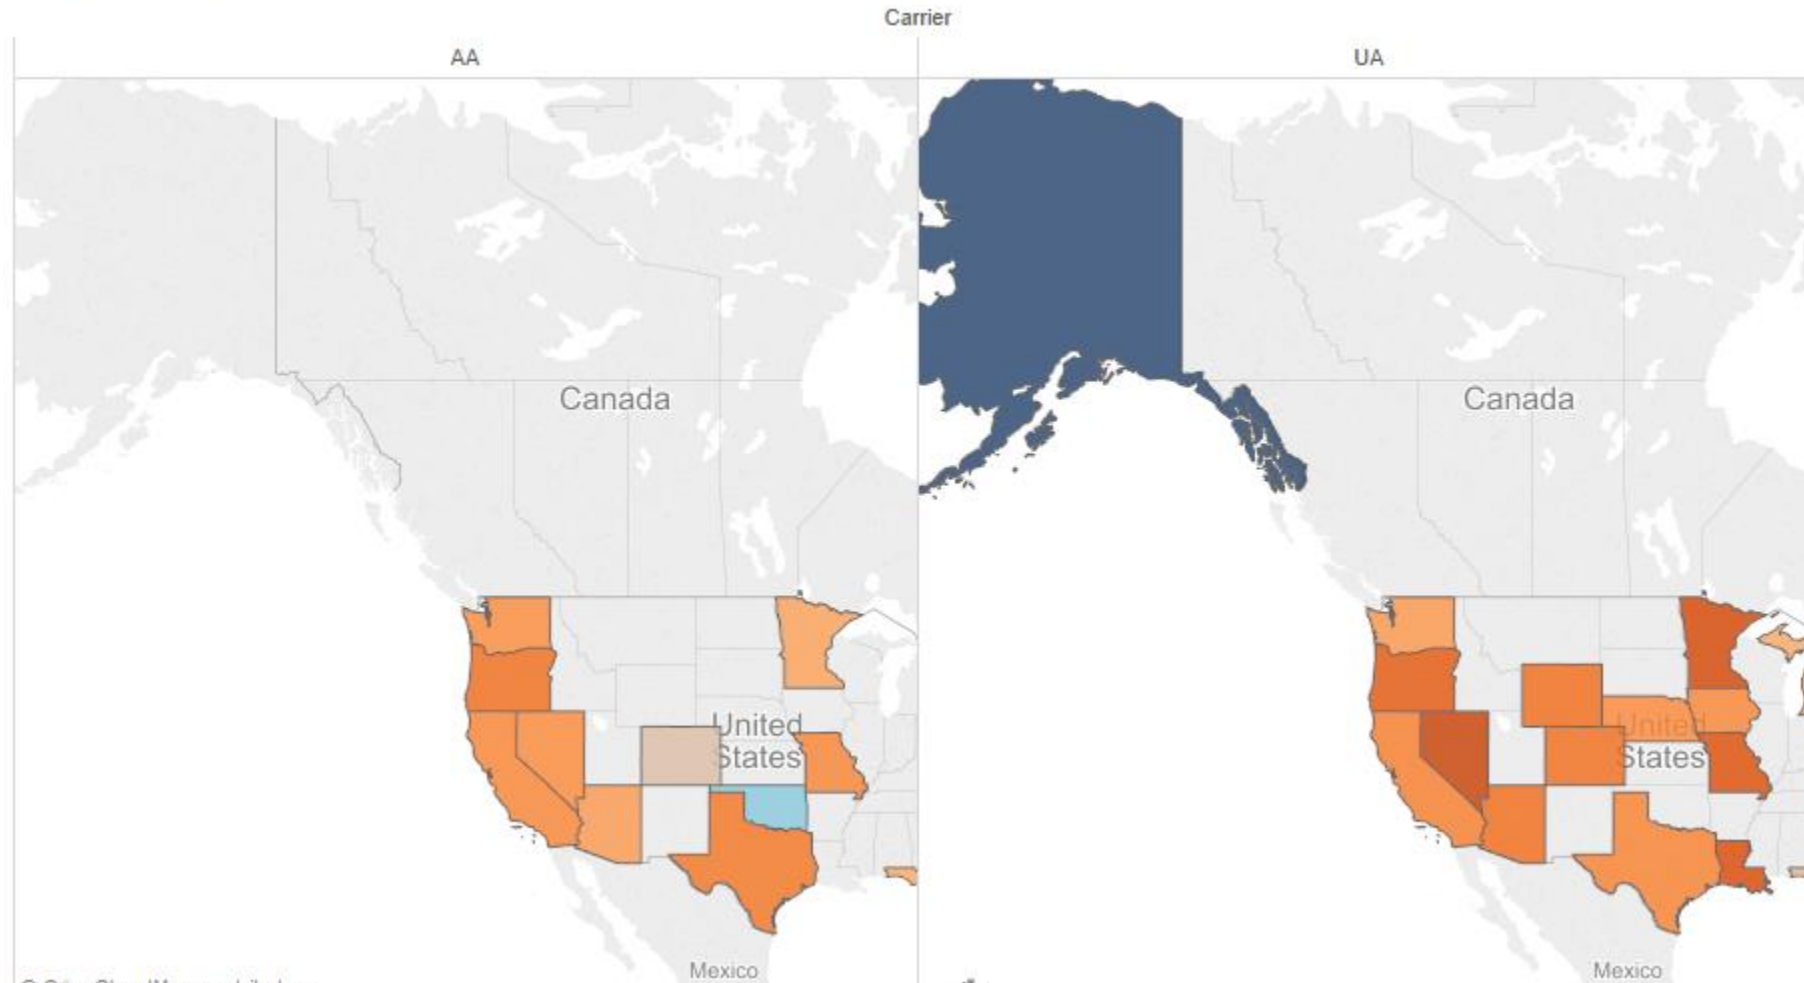 Carrier
AA
UA
Canada
Canada
United
States
United
States
Mexico
Mexico